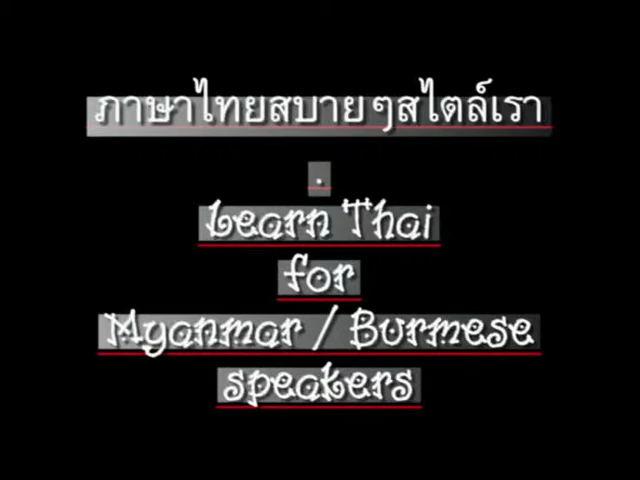 ภาษาไทยสบายๆสไตล์เรา
.
Learn Thai
for
Myanmar / Burmese
speakers